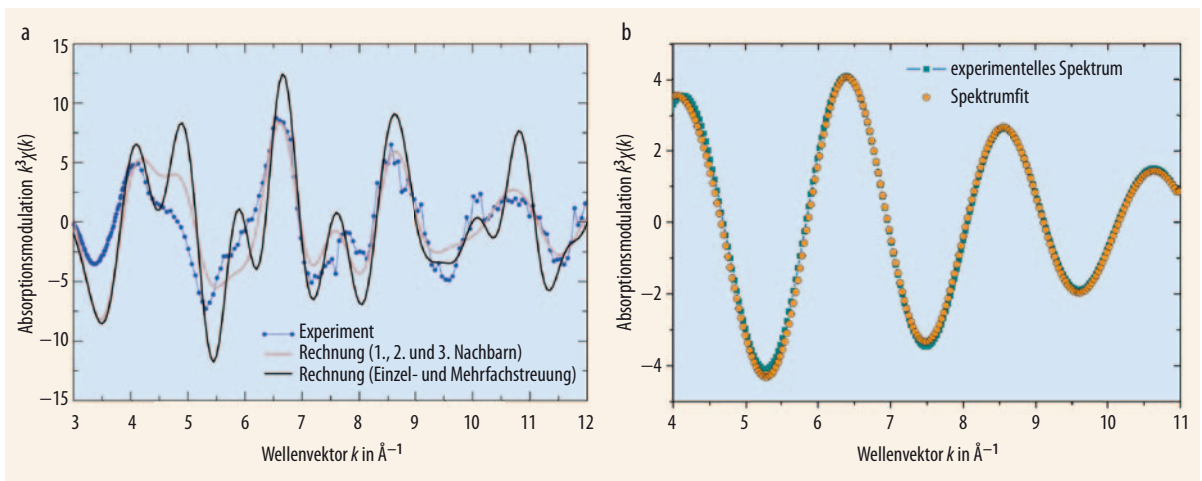 a
15
10
5
0
−5
−10
−15
Absorptionsmodulation k³χ(k)
Experiment
Rechnung (1., 2. und 3. Nachbarn)
Rechnung (Einzel- und Mehrfachstreuung)
3 4 5 6 7 8 9 10 11 12
Wellenvektor k in Å⁻¹
b
4
2
0
−2
−4
Absorptionsmodulation k³χ(k)
experimentelles Spektrum
Spektrumfit
4 5 6 7 8 9 10 11
Wellenvektor k in Å⁻¹